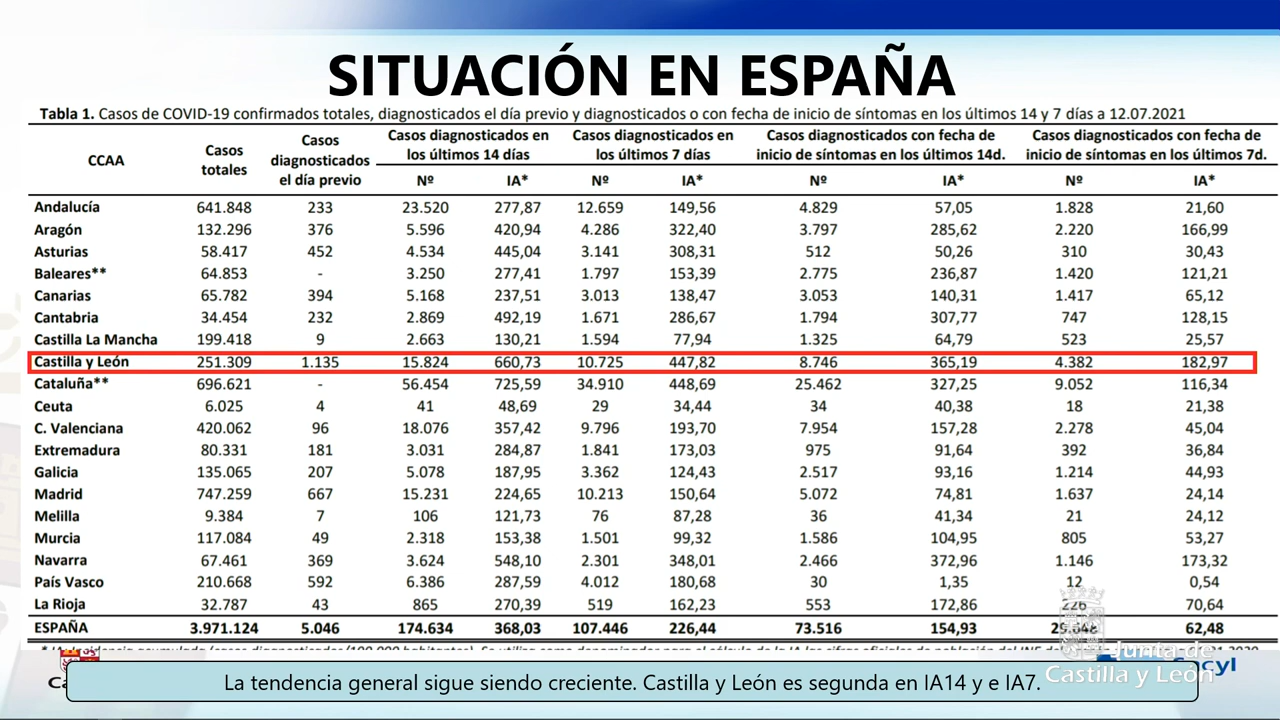 SITUACIÓN EN ESPAÑA
Tabla 1. Casos de COVID-19 confirmados totales, diagnosticados el día previo y diagnosticados o con fecha de inicio de síntomas en los últimos 14 y 7 días a 12.07.2021
CCAA Casos totales Casos diagnosticados el día previo Casos diagnosticados en los últimos 14 días Casos diagnosticados en los últimos 7 días Casos diagnosticados con fecha de inicio de síntomas en los últimos 14d. Casos diagnosticados con fecha de inicio de síntomas en los últimos 7d.
Nº IA* Nº IA* Nº IA* Nº IA*
Andalucía 641.848 233 23.520 277,87 12.659 149,56 4.829 57,05 1.828 21,60
Aragón 132.296 376 5.596 420,94 4.286 322,40 3.797 285,62 2.220 166,99
Asturias 58.417 452 4.534 445,04 3.141 308,31 512 50,26 310 30,43
Baleares** 64.853 - 3.250 277,41 1.797 153,39 2.775 236,87 1.420 121,21
Canarias 65.782 394 5.168 237,51 3.013 138,47 3.053 140,31 1.417 65,12
Cantabria 34.454 232 2.869 492,19 1.671 286,67 1.794 307,77 747 128,15
Castilla La Mancha 199.418 9 2.663 130,21 1.594 77,94 1.325 64,79 523 25,57
Castilla y León 251.309 1.135 15.824 660,73 10.725 447,82 8.746 365,19 4.382 182,97
Cataluña** 696.621 - 56.454 725,59 34.910 448,69 25.462 327,25 9.052 116,34
Ceuta 6.025 4 41 48,69 29 34,44 34 40,38 18 21,38
C. Valenciana 420.062 96 18.076 357,42 9.796 193,70 7.954 157,28 2.278 45,04
Extremadura 80.331 181 3.031 284,87 1.841 173,03 975 91,64 392 36,84
Galicia 135.065 207 5.078 187,95 3.362 124,43 2.517 93,16 1.214 44,93
Madrid 747.259 667 15.231 224,65 10.213 150,64 5.072 74,81 1.637 24,14
Melilla 9.384 7 106 121,73 76 87,28 36 41,34 21 24,12
Murcia 117.084 49 2.318 153,38 1.501 99,32 1.586 104,95 805 53,27
Navarra 67.461 369 3.624 548,10 2.301 348,01 2.466 372,96 1.146 173,32
País Vasco 210.668 592 6.386 287,59 4.012 180,68 30 1,35 12 0,54
La Rioja 32.787 43 865 270,39 519 162,23 553 172,86 226 70,64
ESPAÑA 3.971.124 5.046 174.634 368,03 107.446 226,44 73.516 154,93 62,48
Junta de
Castilla y León
La tendencia general sigue siendo creciente. Castilla y León es segunda en IA14 y e IA7.